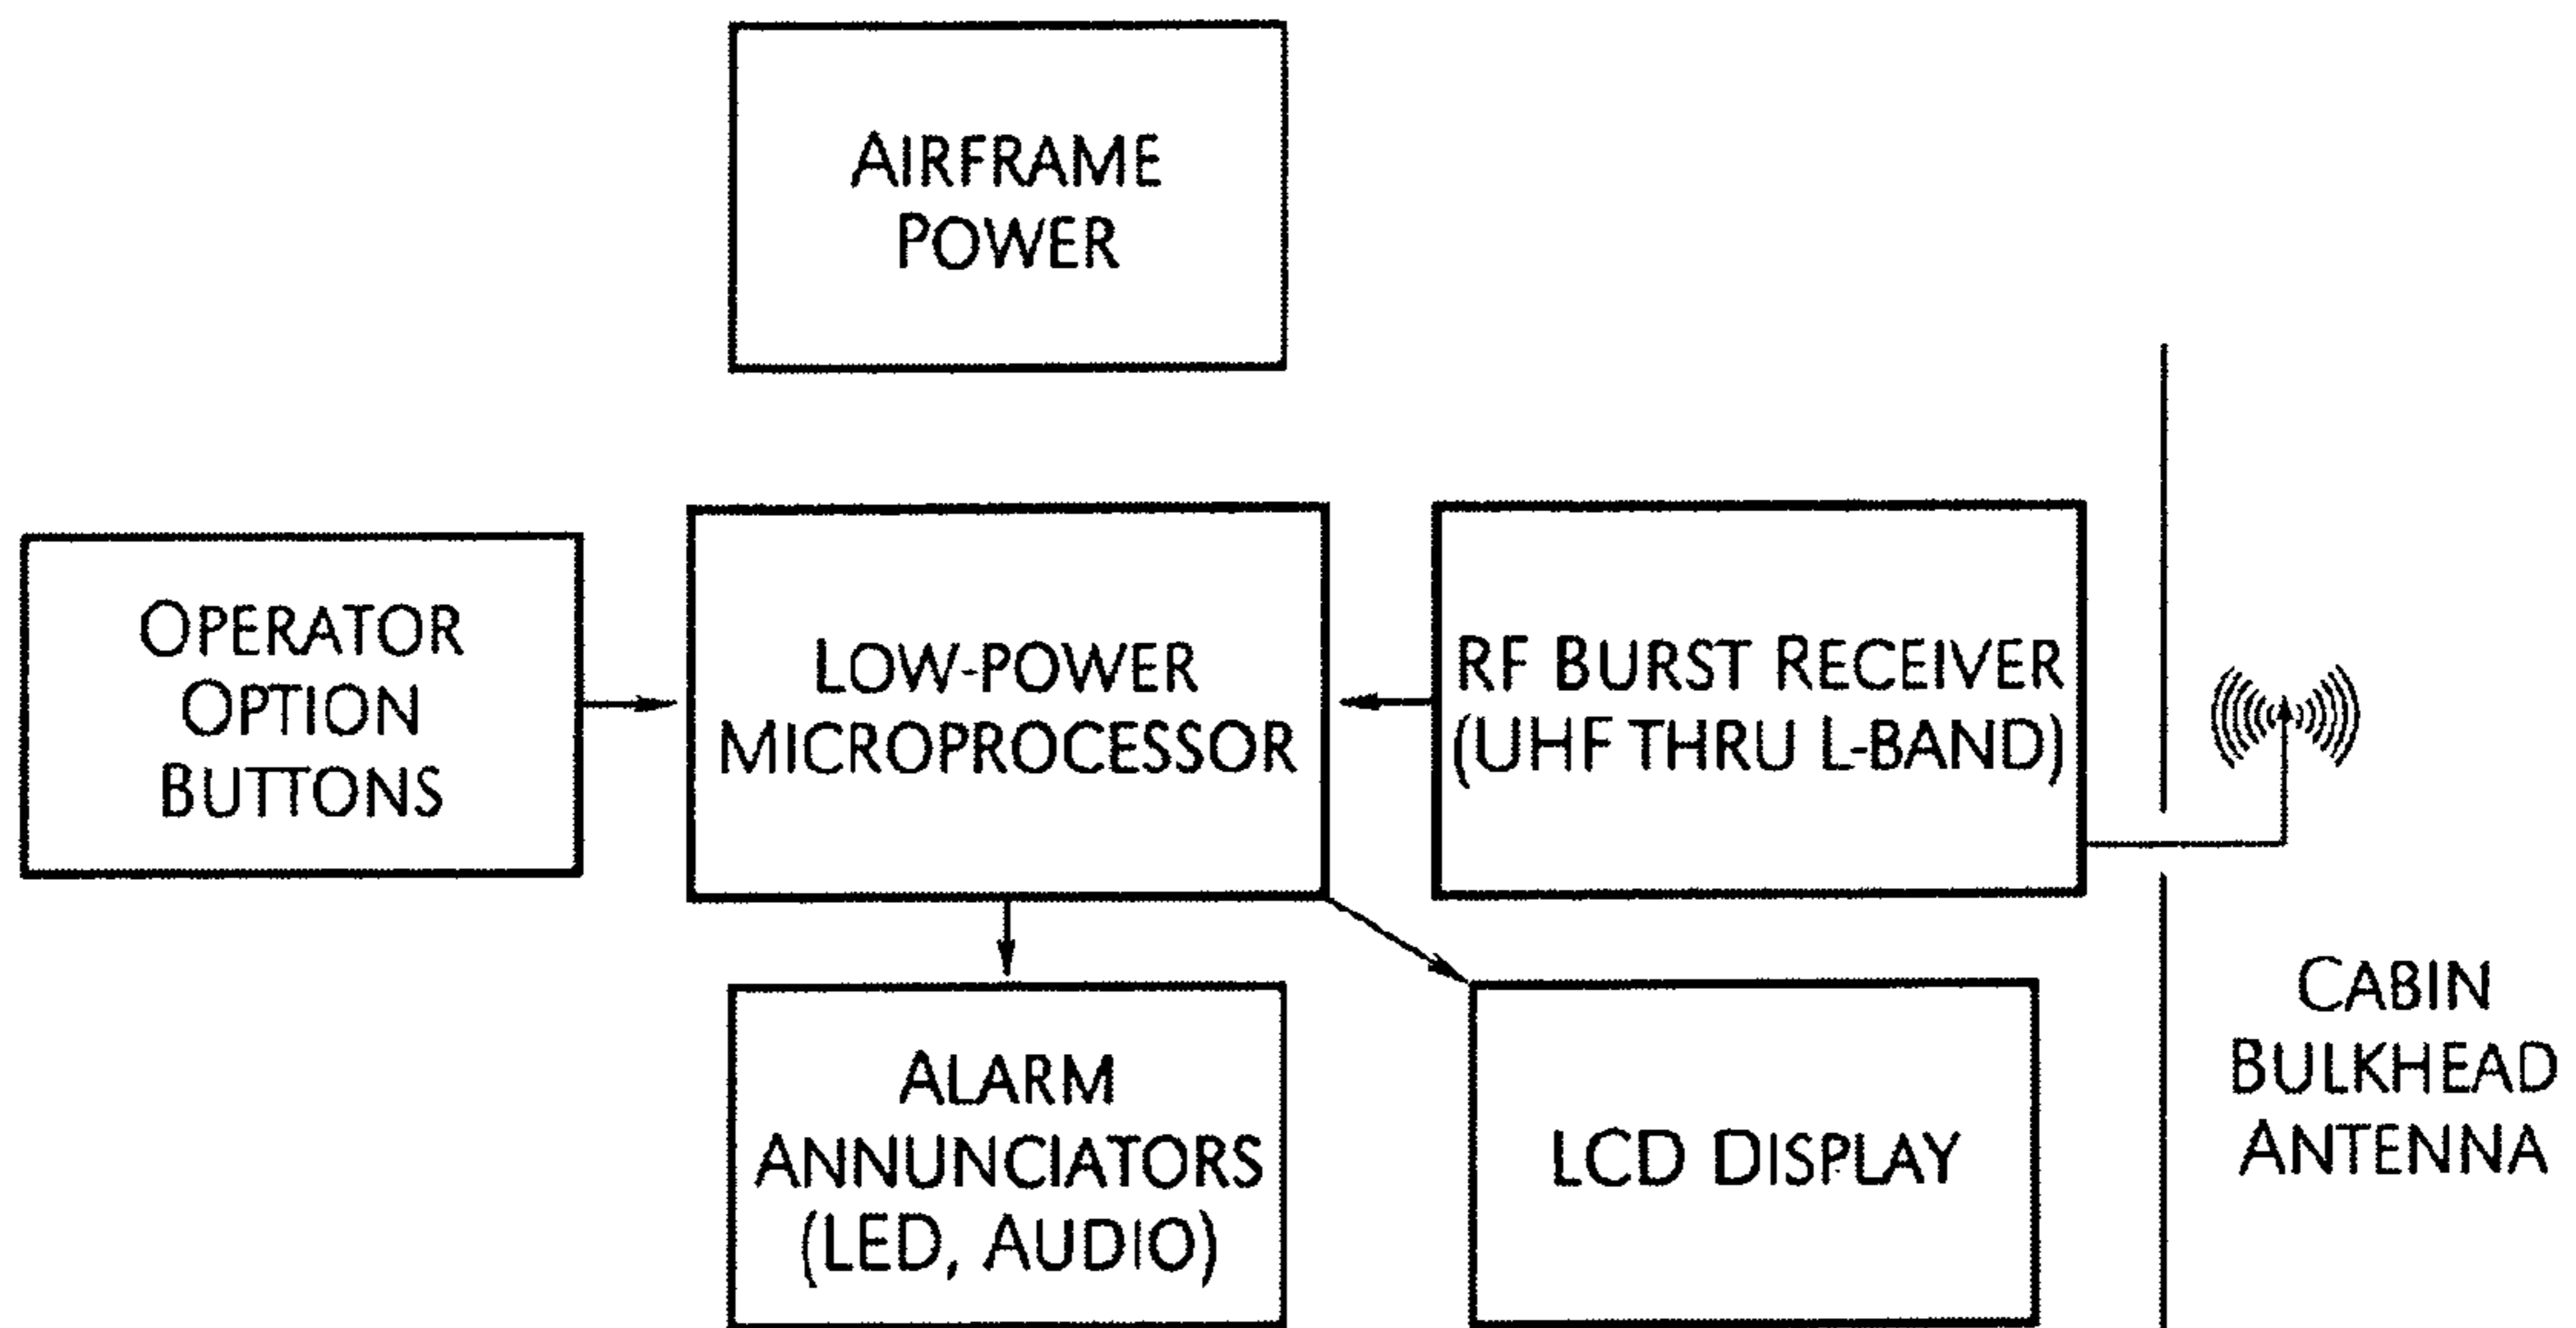 AIRFRAME
POWER
OPERATOR
OPTION
BUTTONS
LOW-POWER
MICROPROCESSOR
RF BURST RECEIVER
(UHF THRU L-BAND)
ALARM
ANNUNCIATORS
(LED, AUDIO)
LCD DISPLAY
CABIN
BULKHEAD
ANTENNA